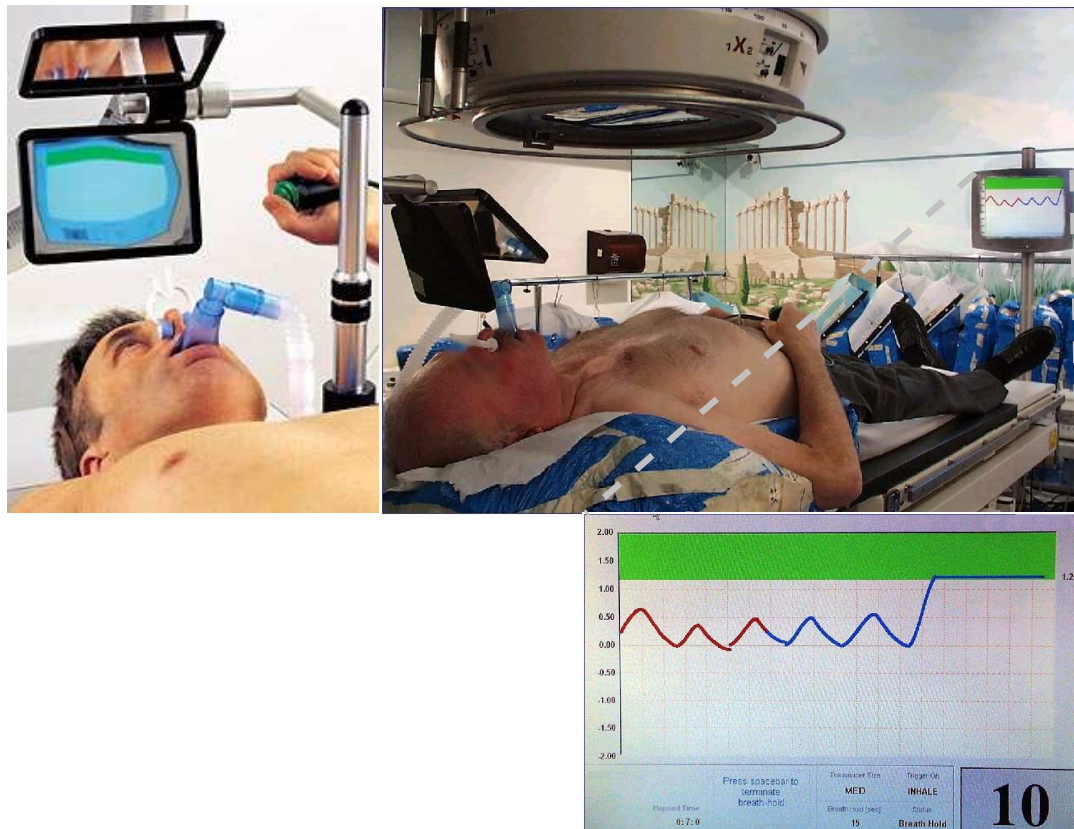 1X2
2.00
1.50
1.00
0.50
0.00
-0.50
-1.00
-1.50
-2.00
1.2
Press spacebar to
terminate
breath-hold
Elapsed Time
0: 7: 0
Transducer Size
MED
Trigger On
INHALE
Breath Hold (sec)
15
Status
Breath Hold
10